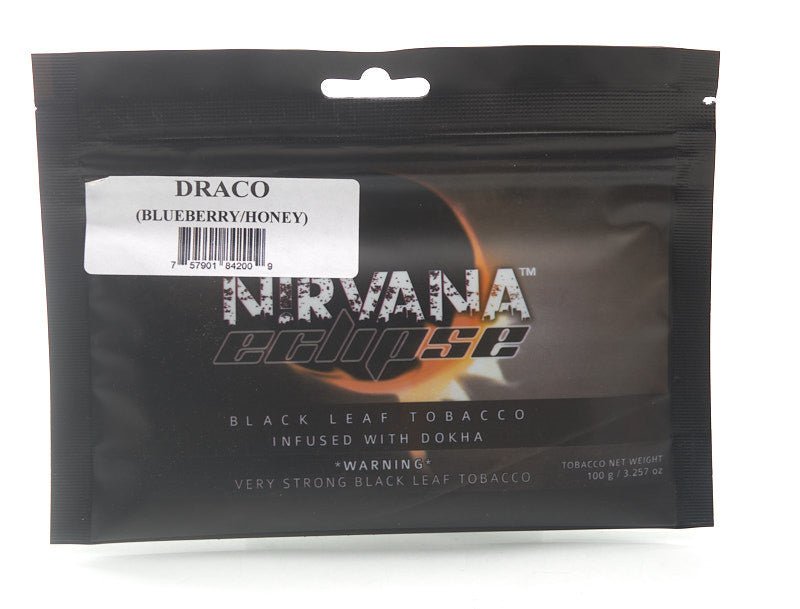 DRACO
(BLUEBERRY/HONEY)
7 57901 84200 9
NIRVANA™
eclipse
BLACK LEAF TOBACCO
INFUSED WITH DOKHA
*WARNING*
VERY STRONG BLACK LEAF TOBACCO
TOBACCO NET WEIGHT
100 g / 3.257 oz